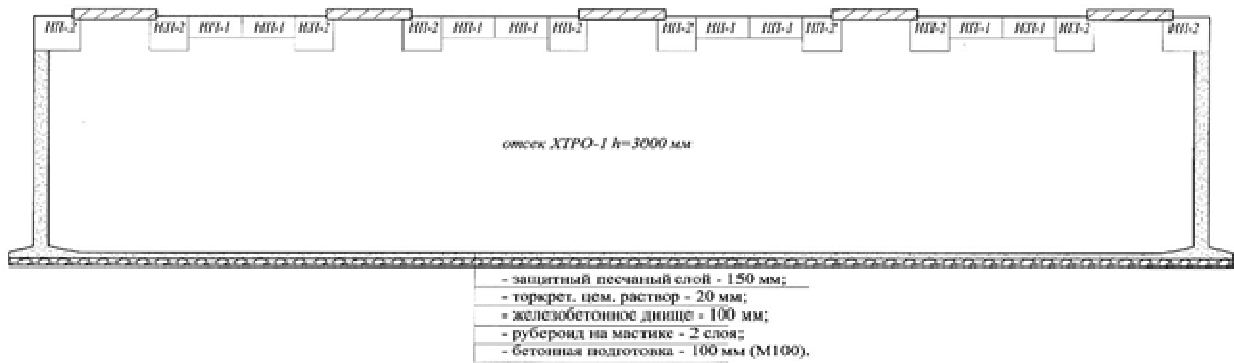 НП-2 НП-2 НП-1 НП-1 НП-2 НП-2 НП-1 НП-1 НП-2 НП-2 НП-1 НП-1 НП-2 НП-2 НП-1 НП-1 НП-2 НП-2
отсек ХТРО-1 h=3000 мм
- защитный песчаный слой - 150 мм;
- торкрет. цем. раствор - 20 мм;
- железобетонное днище - 100 мм;
- рубероид на мастике - 2 слоя;
- бетонная подготовка - 100 мм (М100).